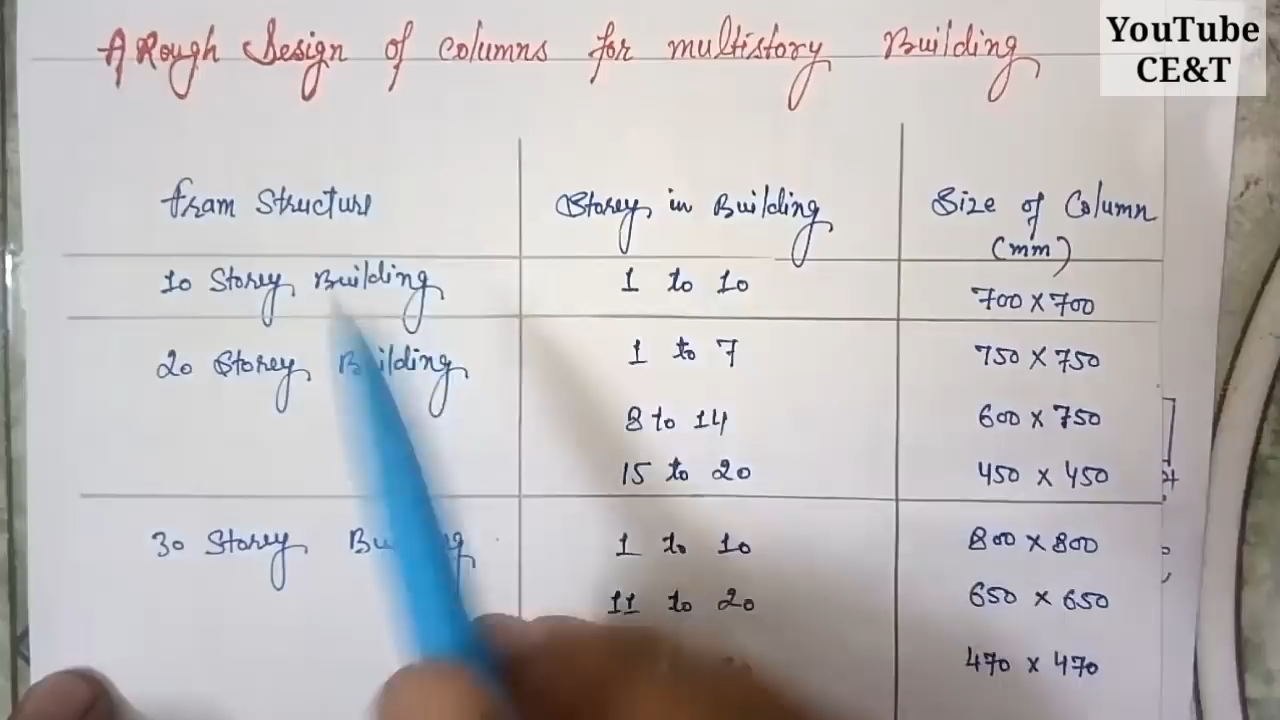 A Rough Design of columns for multistory Building
YouTube
CE&T
fram Structure Storey in Building Size of Column
(mm)
10 Storey Building 1 to 10 700 x 700
20 Storey Building 1 to 7 750 x 750
8 to 14 600 x 750
15 to 20 450 x 450
30 Storey 1 to 10 800 x 800
11 to 20 650 x 650
470 x 470